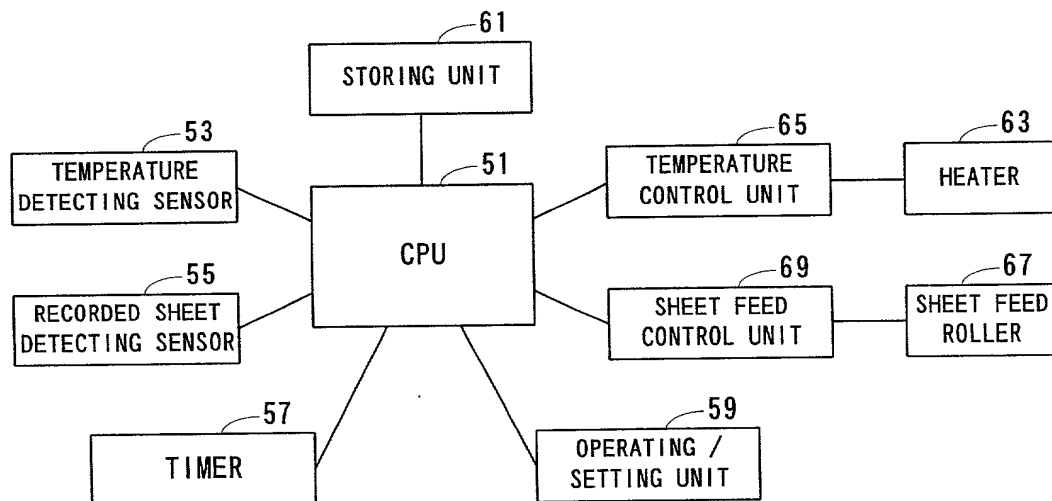 61
STORING UNIT
53
TEMPERATURE
DETECTING SENSOR
51
CPU
65
TEMPERATURE
CONTROL UNIT
63
HEATER
55
RECORDED SHEET
DETECTING SENSOR
69
SHEET FEED
CONTROL UNIT
67
SHEET FEED
ROLLER
57
TIMER
59
OPERATING /
SETTING UNIT